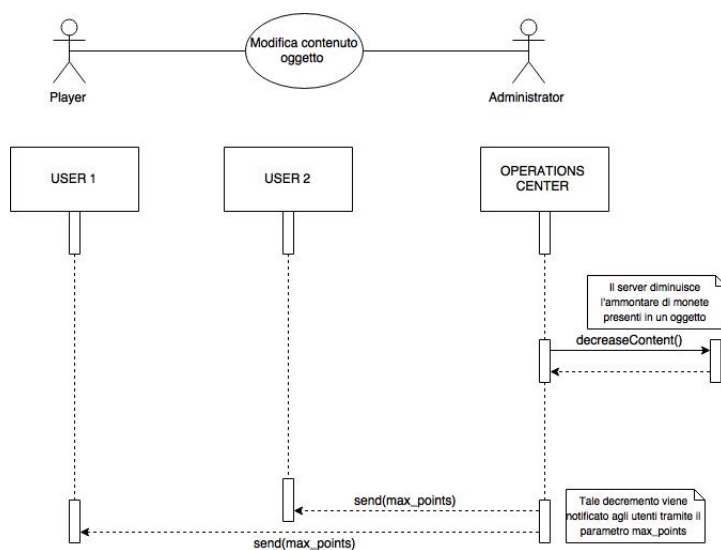 Modifica contenuto
oggetto
Player
Administrator
USER 1
USER 2
OPERATIONS
CENTER
Il server diminuisce
l'ammontare di monete
presenti in un oggetto
decreaseContent()
send(max_points)
Tale decremento viene
notificato agli utenti tramite il
parametro max_points
send(max_points)